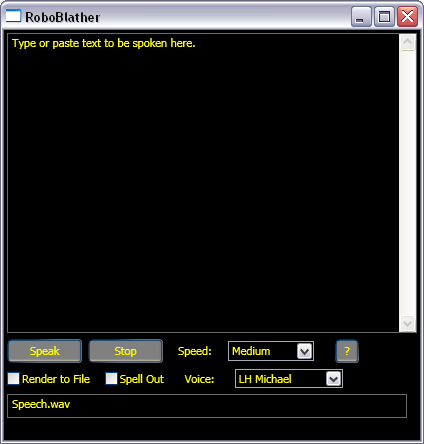 RoboBlather
Type or paste text to be spoken here.
Speak Stop Speed: Medium ?
Render to File Spell Out Voice: LH Michael
Speech.wav